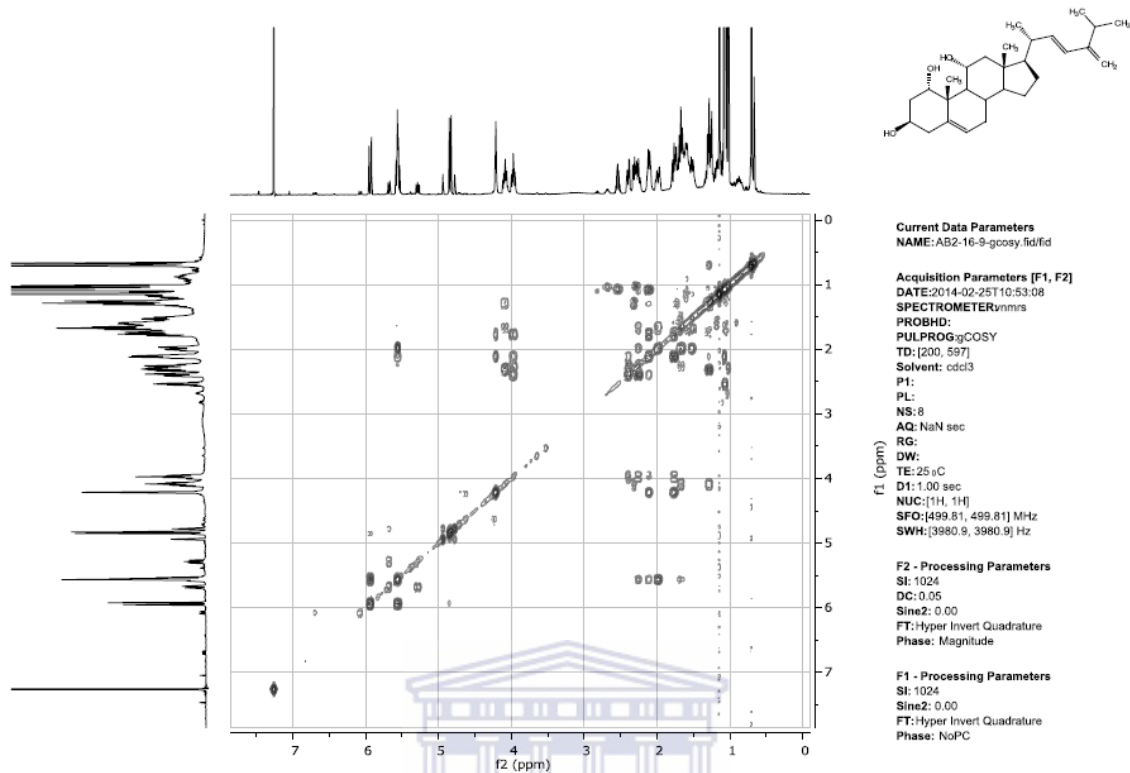 H₃C
CH₃
H₃C
HO
CH₃
CH₂
OH
CH₃
HO
0
1
2
3
4
5
6
7
f1 (ppm)
7 6 5 4 3 2 1 0
f2 (ppm)
Current Data Parameters
NAME:AB2-16-9-gcosy.fid/fid
Acquisition Parameters [F1, F2]
DATE:2014-02-25T10:53:08
SPECTROMETER:vnmrs
PROBHD:
PULPROG:gCOSY
TD: [200, 597]
Solvent: cdcl3
P1:
PL:
NS: 8
AQ: NaN sec
RG:
DW:
TE: 25 0C
D1: 1.00 sec
NUC: [1H, 1H]
SFO: [499.81, 499.81] MHz
SWH: [3980.9, 3980.9] Hz
F2 - Processing Parameters
SI: 1024
DC: 0.05
Sine2: 0.00
FT: Hyper Invert Quadrature
Phase: Magnitude
F1 - Processing Parameters
SI: 1024
Sine2: 0.00
FT: Hyper Invert Quadrature
Phase: NoPC